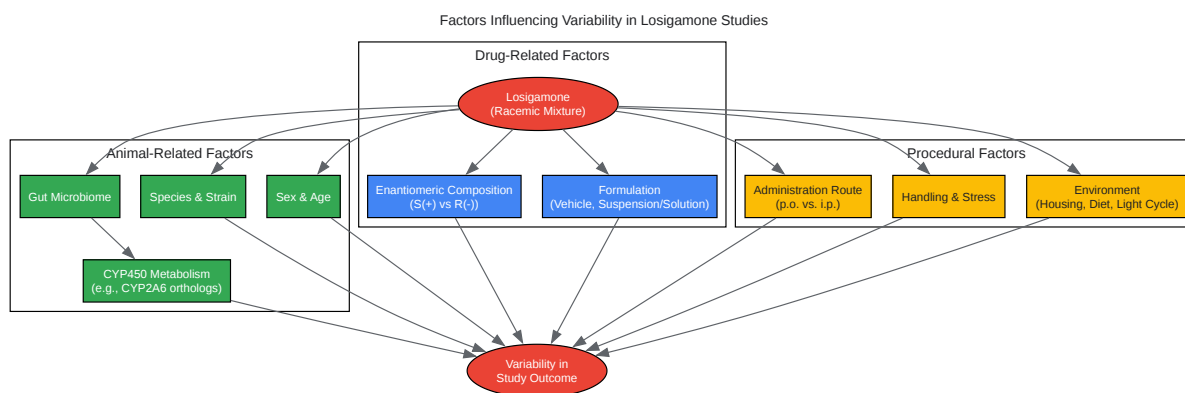 Factors Influencing Variability in Losigamone Studies
Drug-Related Factors
Losigamone
(Racemic Mixture)
Animal-Related Factors
Procedural Factors
Gut Microbiome
Species & Strain
Sex & Age
Enantiomeric Composition
(S(+) vs R(-))
Formulation
(Vehicle, Suspension/Solution)
Administration Route
(p.o. vs. i.p.)
Handling & Stress
Environment
(Housing, Diet, Light Cycle)
CYP450 Metabolism
(e.g., CYP2A6 orthologs)
Variability in
Study Outcome